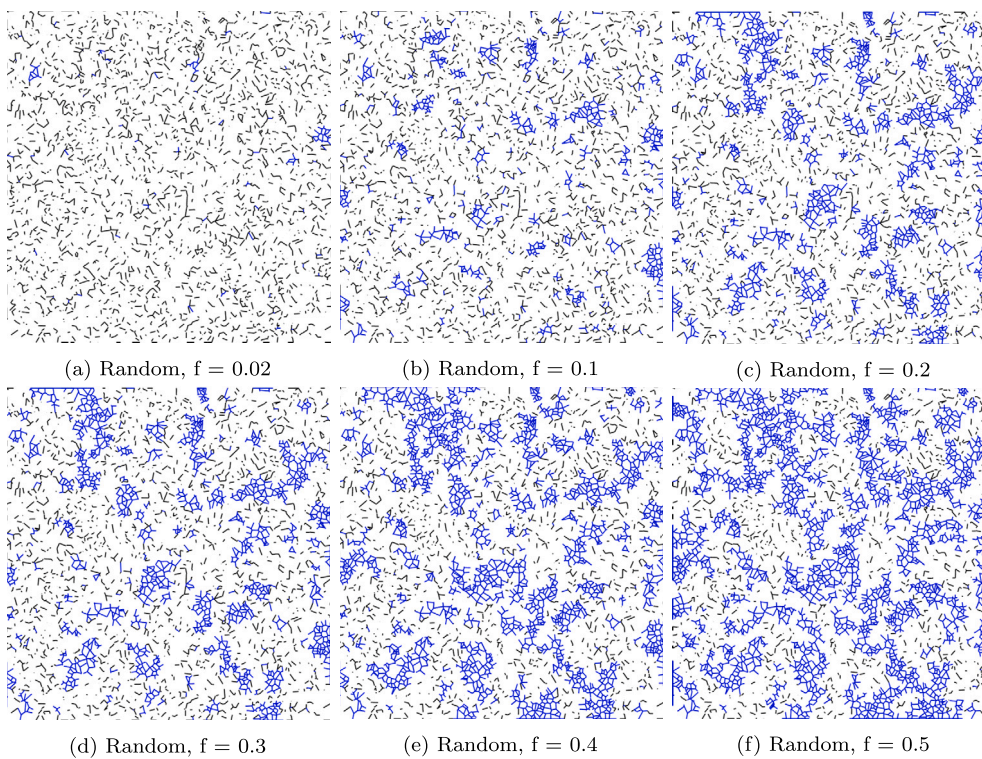 (a) Random, f = 0.02
(b) Random, f = 0.1
(c) Random, f = 0.2
(d) Random, f = 0.3
(e) Random, f = 0.4
(f) Random, f = 0.5